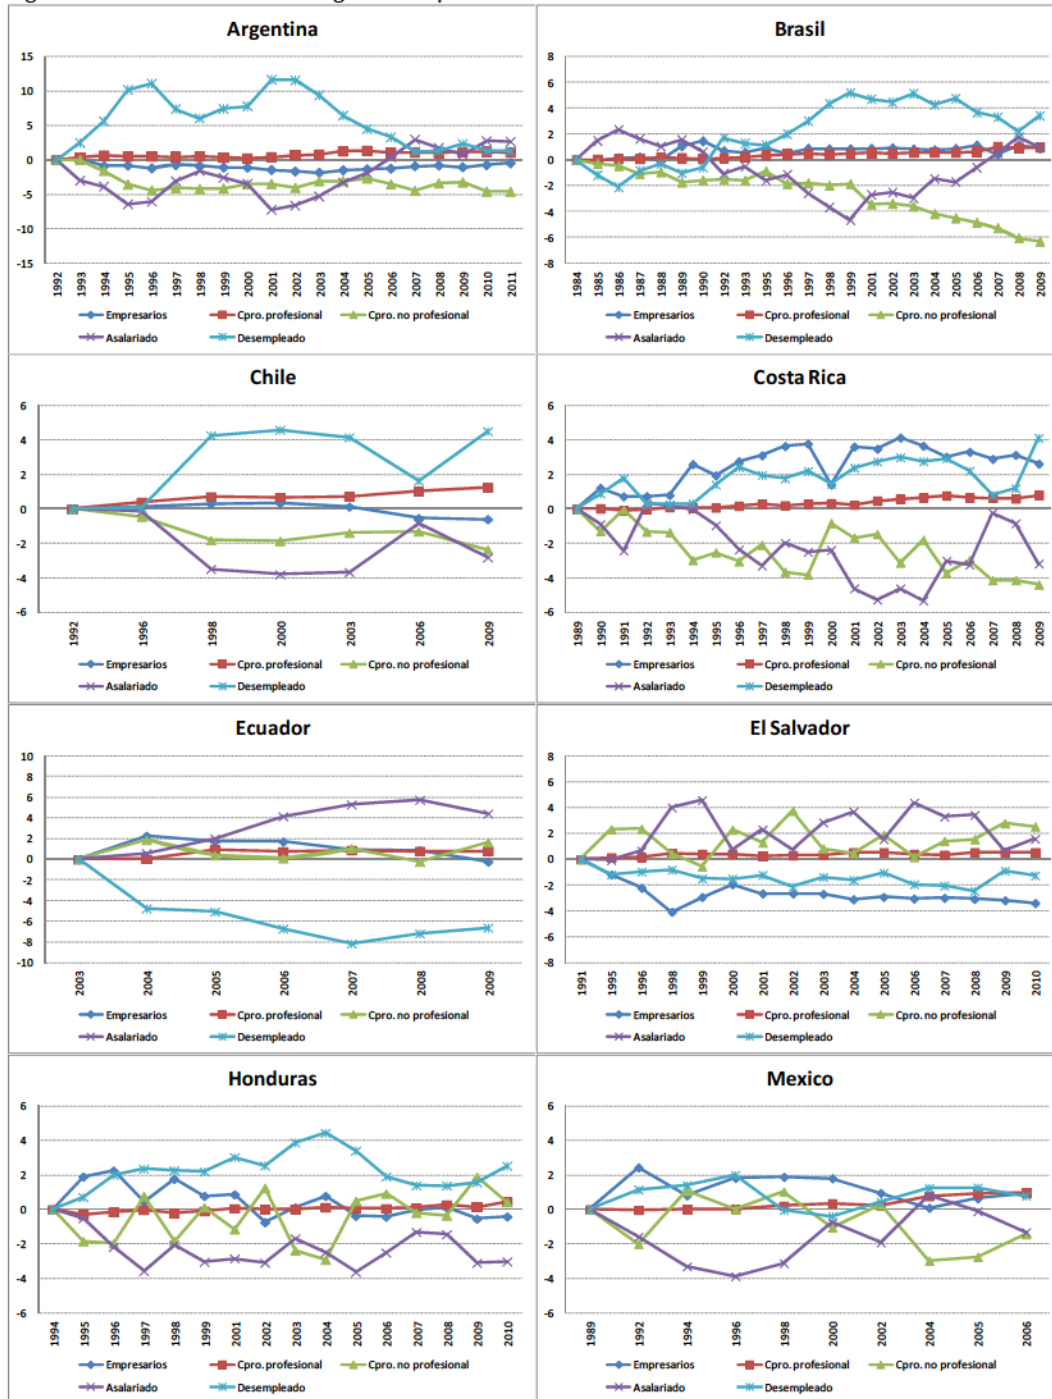 Argentina
15
10
5
0
-5
-10
-15
1992 1993 1994 1995 1996 1997 1998 1999 2000 2001 2002 2003 2004 2005 2006 2007 2008 2009 2010 2011
Empresarios Cpro. profesional Cpro. no profesional
Asalariado Desempleado
Brasil
8
6
4
2
0
-2
-4
-6
-8
1984 1985 1986 1987 1988 1989 1990 1992 1993 1995 1996 1997 1998 1999 2001 2002 2003 2004 2005 2006 2007 2008 2009
Empresarios Cpro. profesional Cpro. no profesional
Asalariado Desempleado
Chile
6
4
2
0
-2
-4
-6
1992 1996 1998 2000 2003 2006 2009
Empresarios Cpro. profesional Cpro. no profesional
Asalariado Desempleado
Costa Rica
6
4
2
0
-2
-4
-6
1989 1990 1991 1992 1993 1994 1995 1996 1997 1998 1999 2000 2001 2002 2003 2004 2005 2006 2007 2008 2009
Empresarios Cpro. profesional Cpro. no profesional
Asalariado Desempleado
Ecuador
10
8
6
4
2
0
-2
-4
-6
-8
-10
2003 2004 2005 2006 2007 2008 2009
Empresarios Cpro. profesional Cpro. no profesional
Asalariado Desempleado
El Salvador
8
6
4
2
0
-2
-4
-6
-8
1991 1995 1996 1998 1999 2000 2001 2002 2003 2004 2005 2006 2007 2008 2009 2010
Empresarios Cpro. profesional Cpro. no profesional
Asalariado Desempleado
Honduras
6
4
2
0
-2
-4
-6
1994 1995 1996 1997 1998 1999 2001 2002 2003 2004 2005 2006 2007 2008 2009 2010
Empresarios Cpro. profesional Cpro. no profesional
Asalariado Desempleado
Mexico
6
4
2
0
-2
-4
-6
1989 1992 1994 1996 1998 2000 2002 2004 2005 2006
Empresarios Cpro. profesional Cpro. no profesional
Asalariado Desempleado